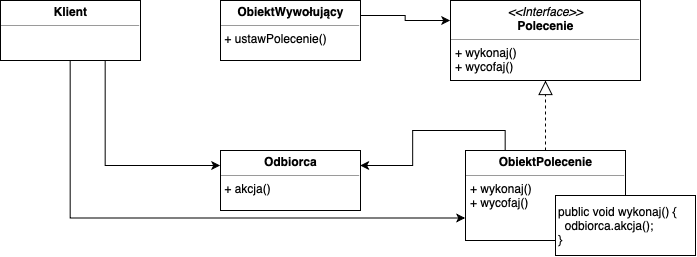 Klient
ObiektWywołujący
+ ustawPolecenie()
<<Interface>>
Polecenie
+ wykonaj()
+ wycofaj()
Odbiorca
+ akcja()
ObiektPolecenie
+ wykonaj()
+ wycofaj()
public void wykonaj() {
odbiorca.akcja();
}